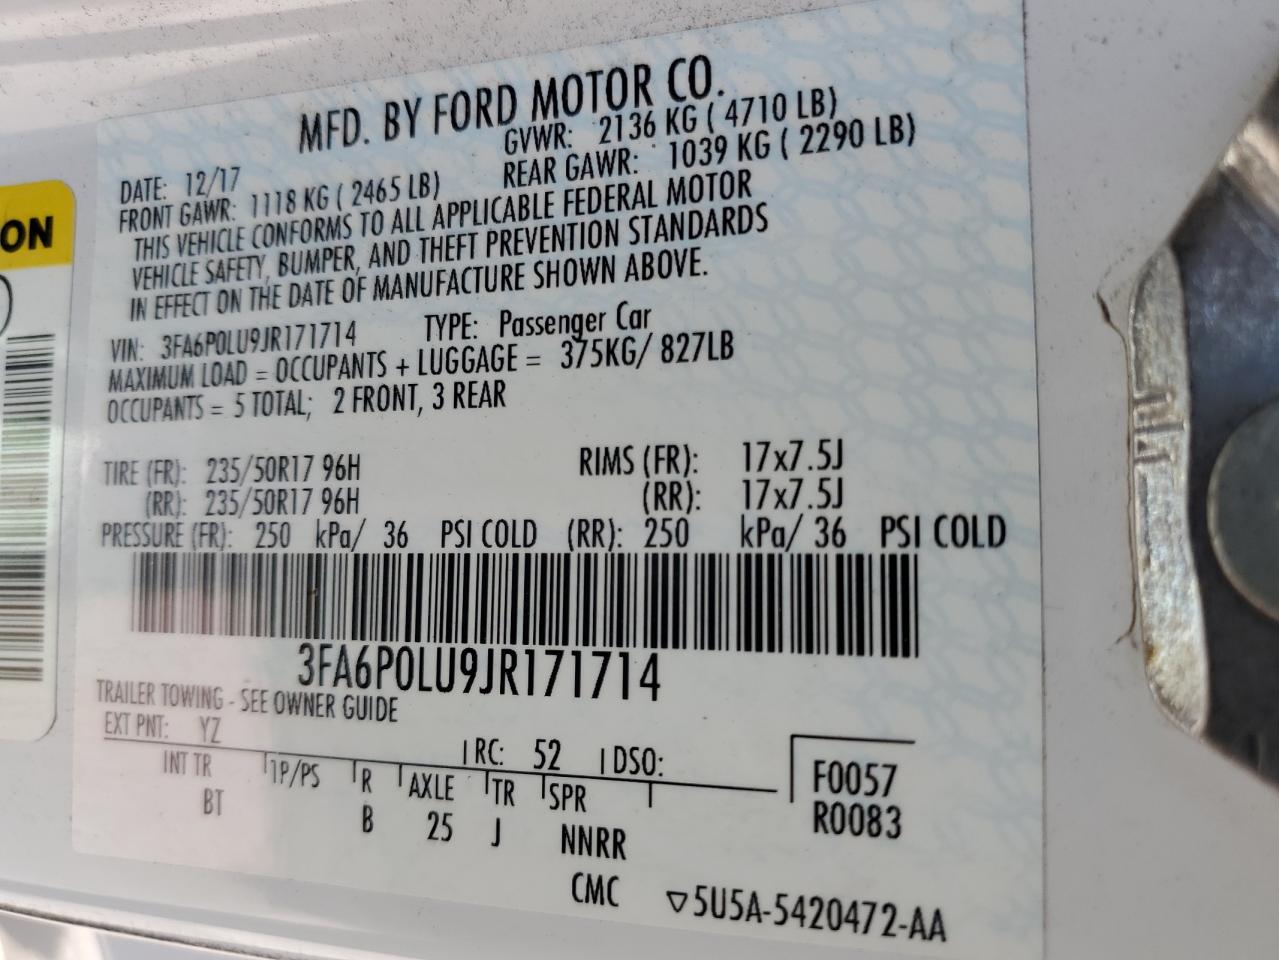 MFD. BY FORD MOTOR CO.
DATE: 12/17 GVWR: 2136 KG ( 4710 LB)
FRONT GAWR: 1118 KG ( 2465 LB) REAR GAWR: 1039 KG ( 2290 LB)
THIS VEHICLE CONFORMS TO ALL APPLICABLE FEDERAL MOTOR
VEHICLE SAFETY, BUMPER, AND THEFT PREVENTION STANDARDS
IN EFFECT ON THE DATE OF MANUFACTURE SHOWN ABOVE.
VIN: 3FA6P0LU9JR171714 TYPE: Passenger Car
MAXIMUM LOAD = OCCUPANTS + LUGGAGE = 375KG/ 827LB
OCCUPANTS = 5 TOTAL; 2 FRONT, 3 REAR
TIRE (FR): 235/50R17 96H RIMS (FR): 17x7.5J
(RR): 235/50R17 96H (RR): 17x7.5J
PRESSURE (FR): 250 kPa/ 36 PSI COLD (RR): 250 kPa/ 36 PSI COLD
3FA6P0LU9JR171714
TRAILER TOWING - SEE OWNER GUIDE
EXT PNT: YZ RC: 52 DSO:
INT TR TP/PS R AXLE TR SPR
BT B 25 J NNRR
F0057
R0083
CMC ▽5U5A-5420472-AA
ON